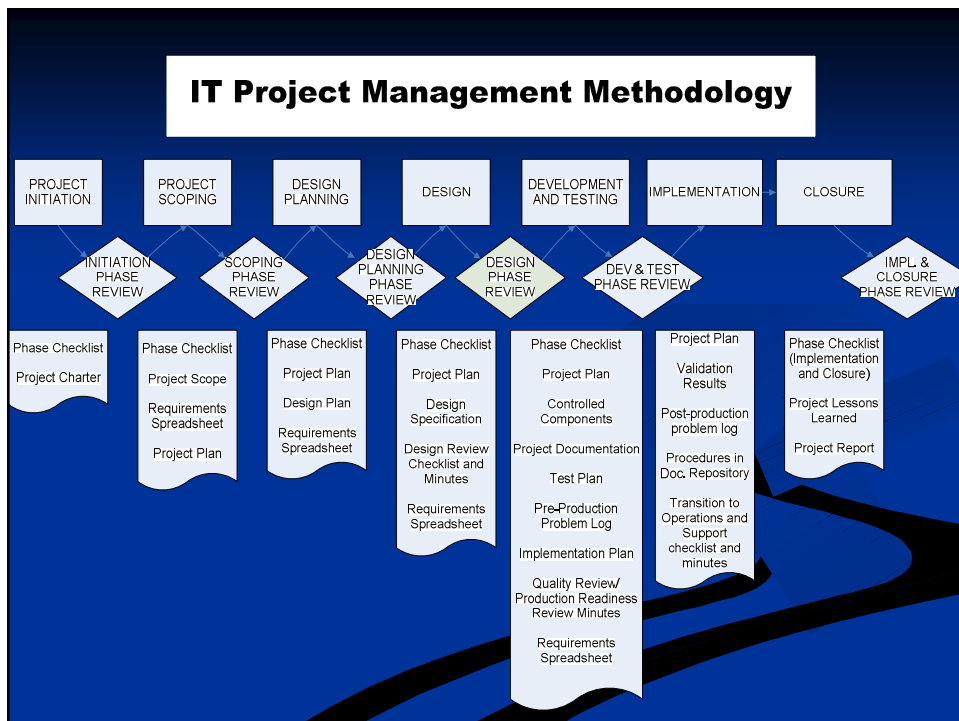 IT Project Management Methodology
PROJECT
INITIATION
PROJECT
SCOPING
DESIGN
PLANNING
DESIGN
DEVELOPMENT
AND TESTING
IMPLEMENTATION
CLOSURE
INITIATION
PHASE
REVIEW
SCOPING
PHASE
REVIEW
DESIGN
PLANNING
PHASE
REVIEW
DESIGN
PHASE
REVIEW
DEV & TEST
PHASE REVIEW
IMPL. &
CLOSURE
PHASE REVIEW
Phase Checklist
Project Charter
Phase Checklist
Project Scope
Requirements
Spreadsheet
Project Plan
Phase Checklist
Project Plan
Design Plan
Requirements
Spreadsheet
Phase Checklist
Project Plan
Design
Specification
Design Review
Checklist and
Minutes
Requirements
Spreadsheet
Phase Checklist
Project Plan
Controlled
Components
Project Documentation
Test Plan
Pre-Production
Problem Log
Implementation Plan
Quality Review/
Production Readiness
Review Minutes
Requirements
Spreadsheet
Project Plan
Validation
Results
Post-production
problem log
Procedures in
Doc. Repository
Transition to
Operations and
Support
checklist and
minutes
Phase Checklist
(Implementation
and Closure)
Project Lessons
Learned
Project Report